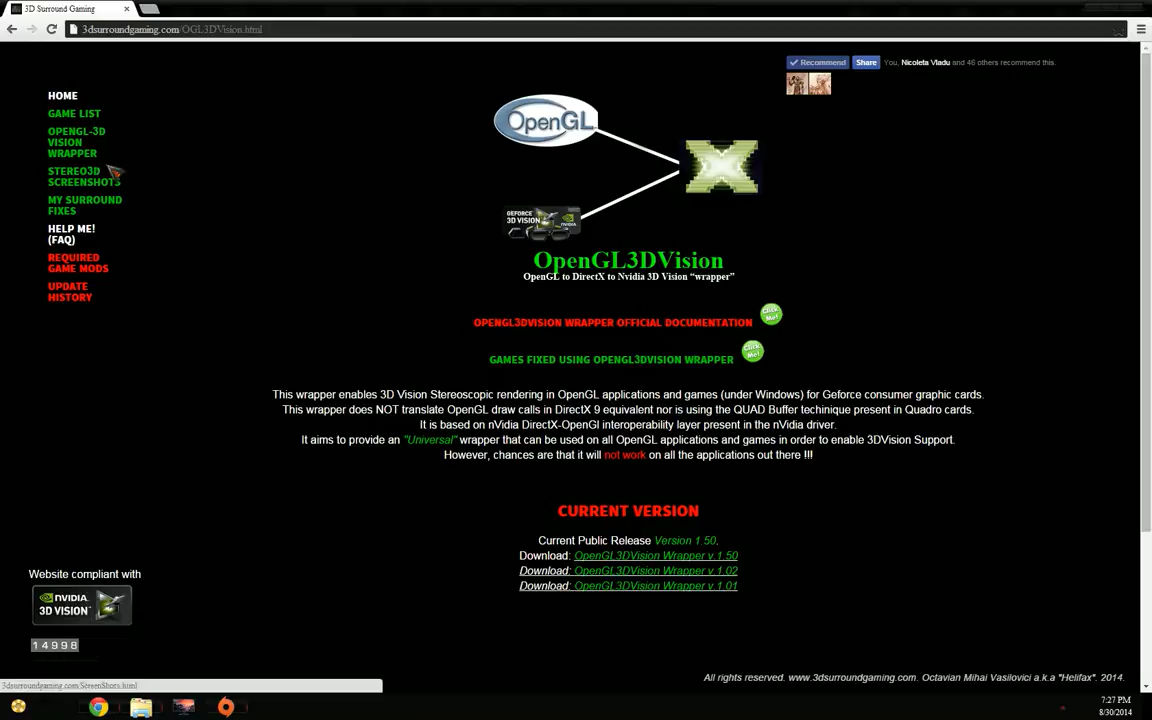 3D Surround Gaming
3dsurroundgaming.com/OGL3DVision.html
Recommend
Share
You, Nicoleta Vladu and 46 others recommend this.
HOME
GAME LIST
OPENGL-3D
VISION
WRAPPER
STEREO3D
SCREENSHOTS
MY SURROUND
FIXES
HELP ME!
(FAQ)
REQUIRED
GAME MODS
UPDATE
HISTORY
OpenGL
GEFORCE
3D VISION
NVIDIA
OpenGL3DVision
OpenGL to DirectX to Nvidia 3D Vision “wrapper”
OPENGL3DVISION WRAPPER OFFICIAL DOCUMENTATION
Click Me!
GAMES FIXED USING OPENGL3DVISION WRAPPER
Click Me!
This wrapper enables 3D Vision Stereoscopic rendering in OpenGL applications and games (under Windows) for Geforce consumer graphic cards.
This wrapper does NOT translate OpenGL draw calls in DirectX 9 equivalent nor is using the QUAD Buffer techinique present in Quadro cards.
It is based on nVidia DirectX-OpenGl interoperability layer present in the nVidia driver.
It aims to provide an "Universal" wrapper that can be used on all OpenGL applications and games in order to enable 3DVision Support.
However, chances are that it will not work on all the applications out there !!!
CURRENT VERSION
Current Public Release Version 1.50.
Download: OpenGL3DVision Wrapper v.1.50
Download: OpenGL3DVision Wrapper v.1.02
Download: OpenGL3DVision Wrapper v.1.01
Website compliant with
NVIDIA
3D VISION
14998
All rights reserved. www.3dsurroundgaming.com. Octavian Mihai Vasilovici a.k.a "Helifax". 2014.
3dsurroundgaming.com/ScreenShots.html
7:27 PM
8/30/2014